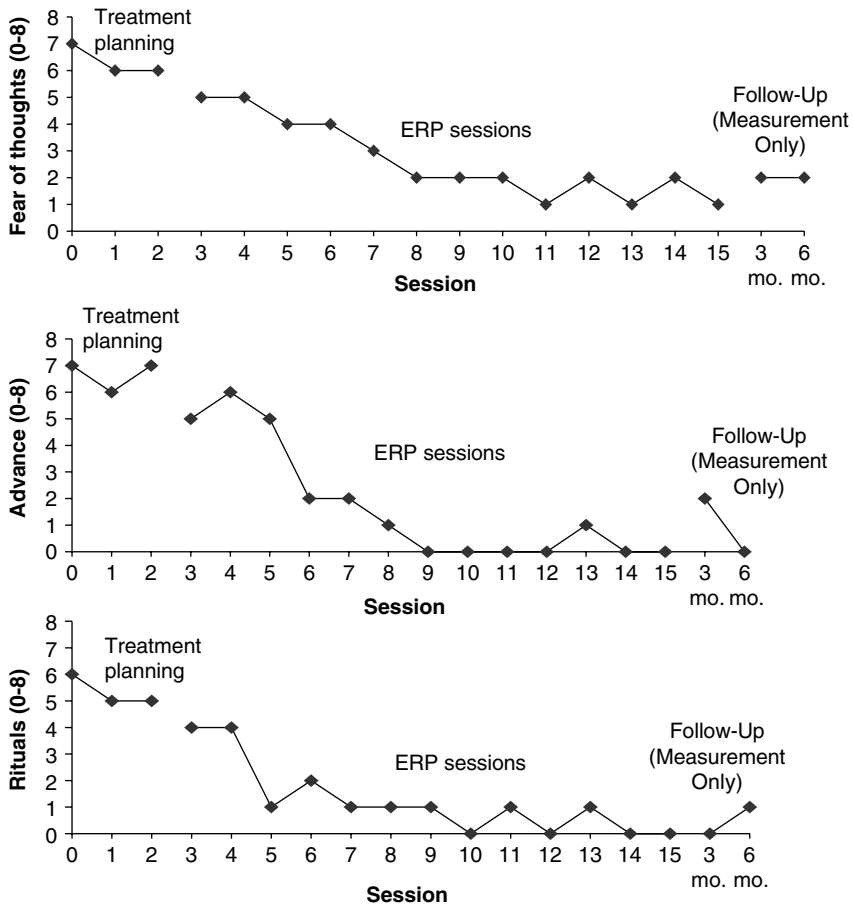 Treatment
planning
8
7
6
5
4
3
2
1
0
Fear of thoughts (0-8)
ERP sessions
Follow-Up
(Measurement
Only)
0 1 2 3 4 5 6 7 8 9 10 11 12 13 14 15 3 6
mo. mo.
Session
Treatment
planning
8
7
6
5
4
3
2
1
0
Advance (0-8)
ERP sessions
Follow-Up
(Measurement
Only)
0 1 2 3 4 5 6 7 8 9 10 11 12 13 14 15 3 6
mo. mo.
Session
Treatment
planning
8
7
6
5
4
3
2
1
0
Rituals (0-8)
ERP sessions
Follow-Up
(Measurement
Only)
0 1 2 3 4 5 6 7 8 9 10 11 12 13 14 15 3 6
mo. mo.
Session